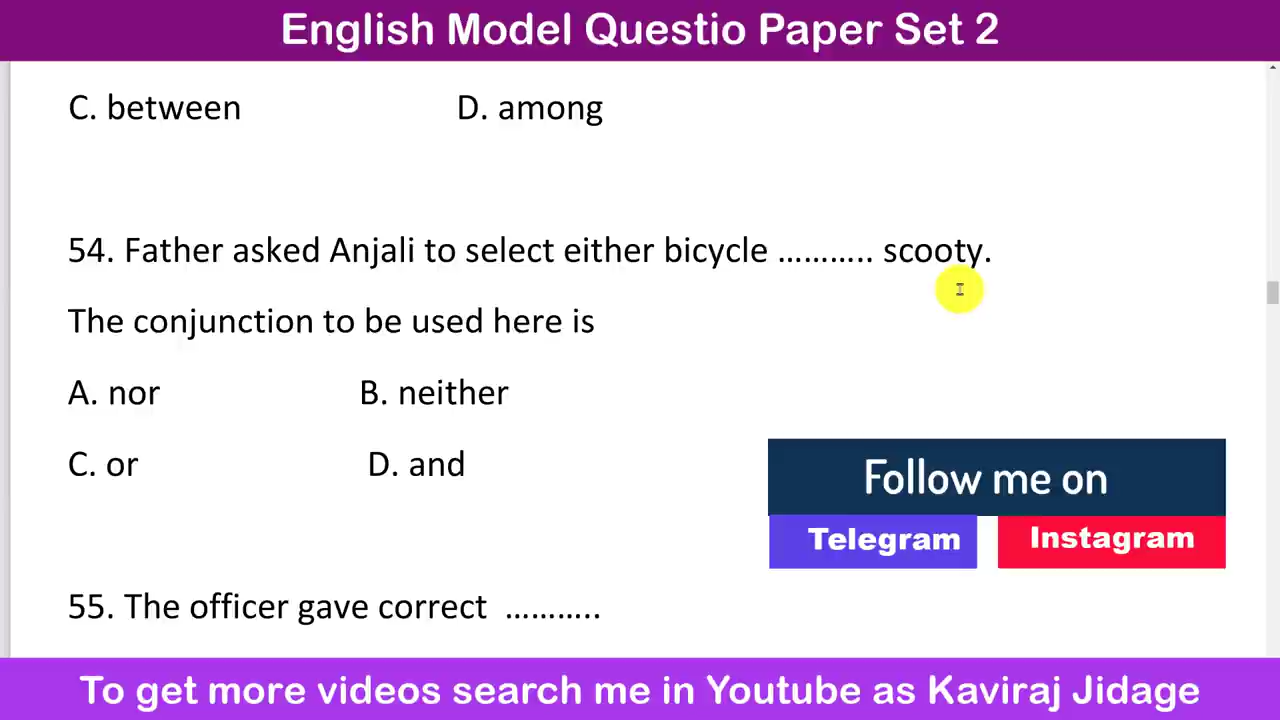 English Model Questio Paper Set 2
C. between D. among
54. Father asked Anjali to select either bicycle ……….. scooty.
The conjunction to be used here is
A. nor B. neither
C. or D. and
Follow me on
Telegram Instagram
55. The officer gave correct ………..
To get more videos search me in Youtube as Kaviraj Jidage